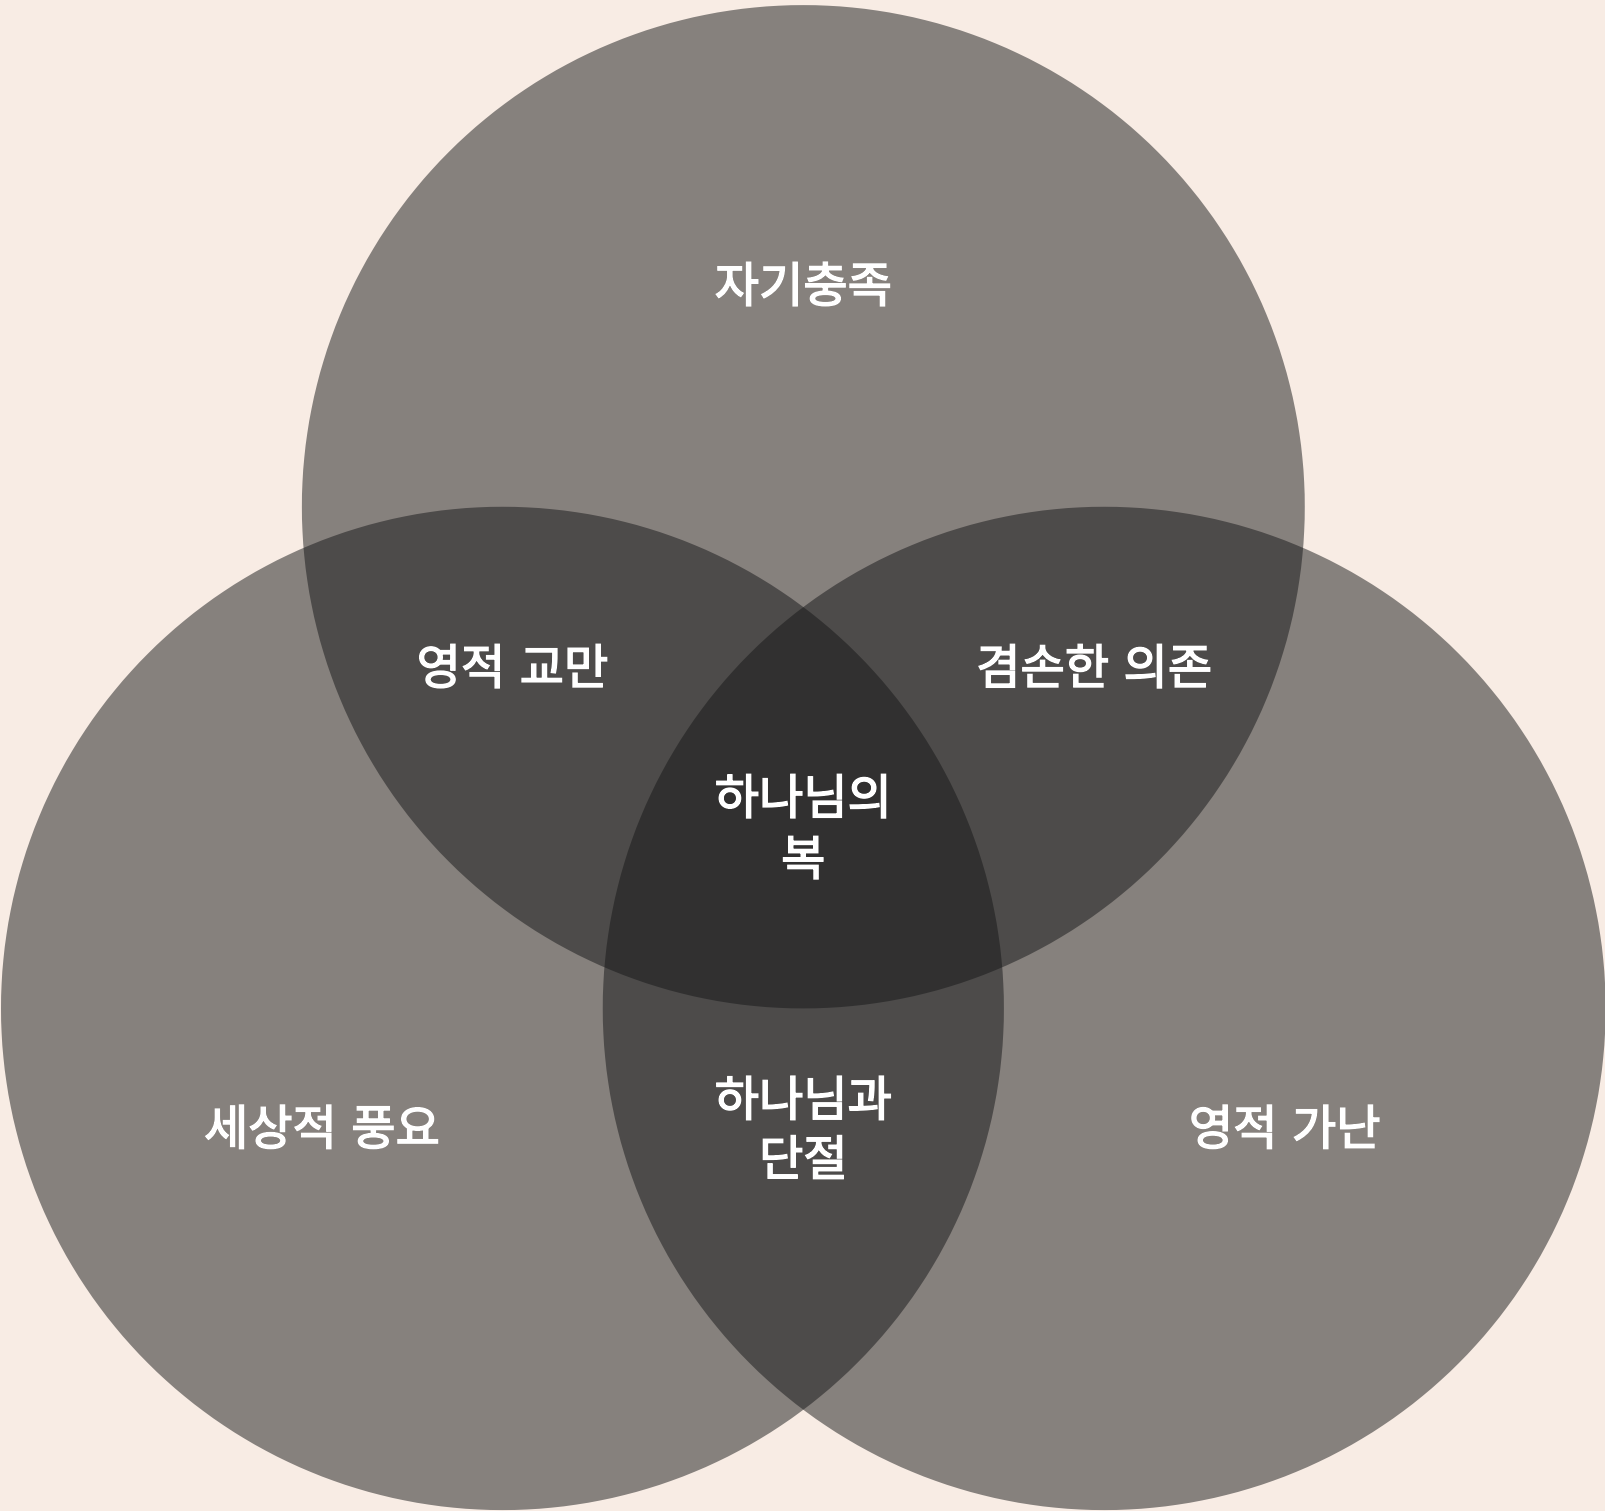 자기충족
영적 교만
겸손한 의존
하나님의
복
하나님과
단절
세상적 풍요
영적 가난